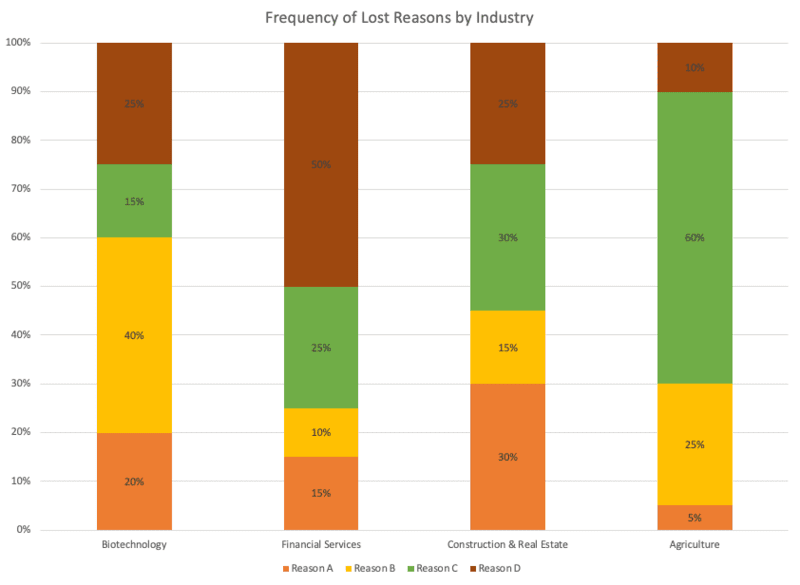 Frequency of Lost Reasons by Industry
100%
90%
80%
70%
60%
50%
40%
30%
20%
10%
0%
25% 50% 25% 10%
15% 25% 30% 60%
40% 10% 15% 25%
20% 15% 30% 5%
Biotechnology Financial Services Construction & Real Estate Agriculture
Reason A Reason B Reason C Reason D